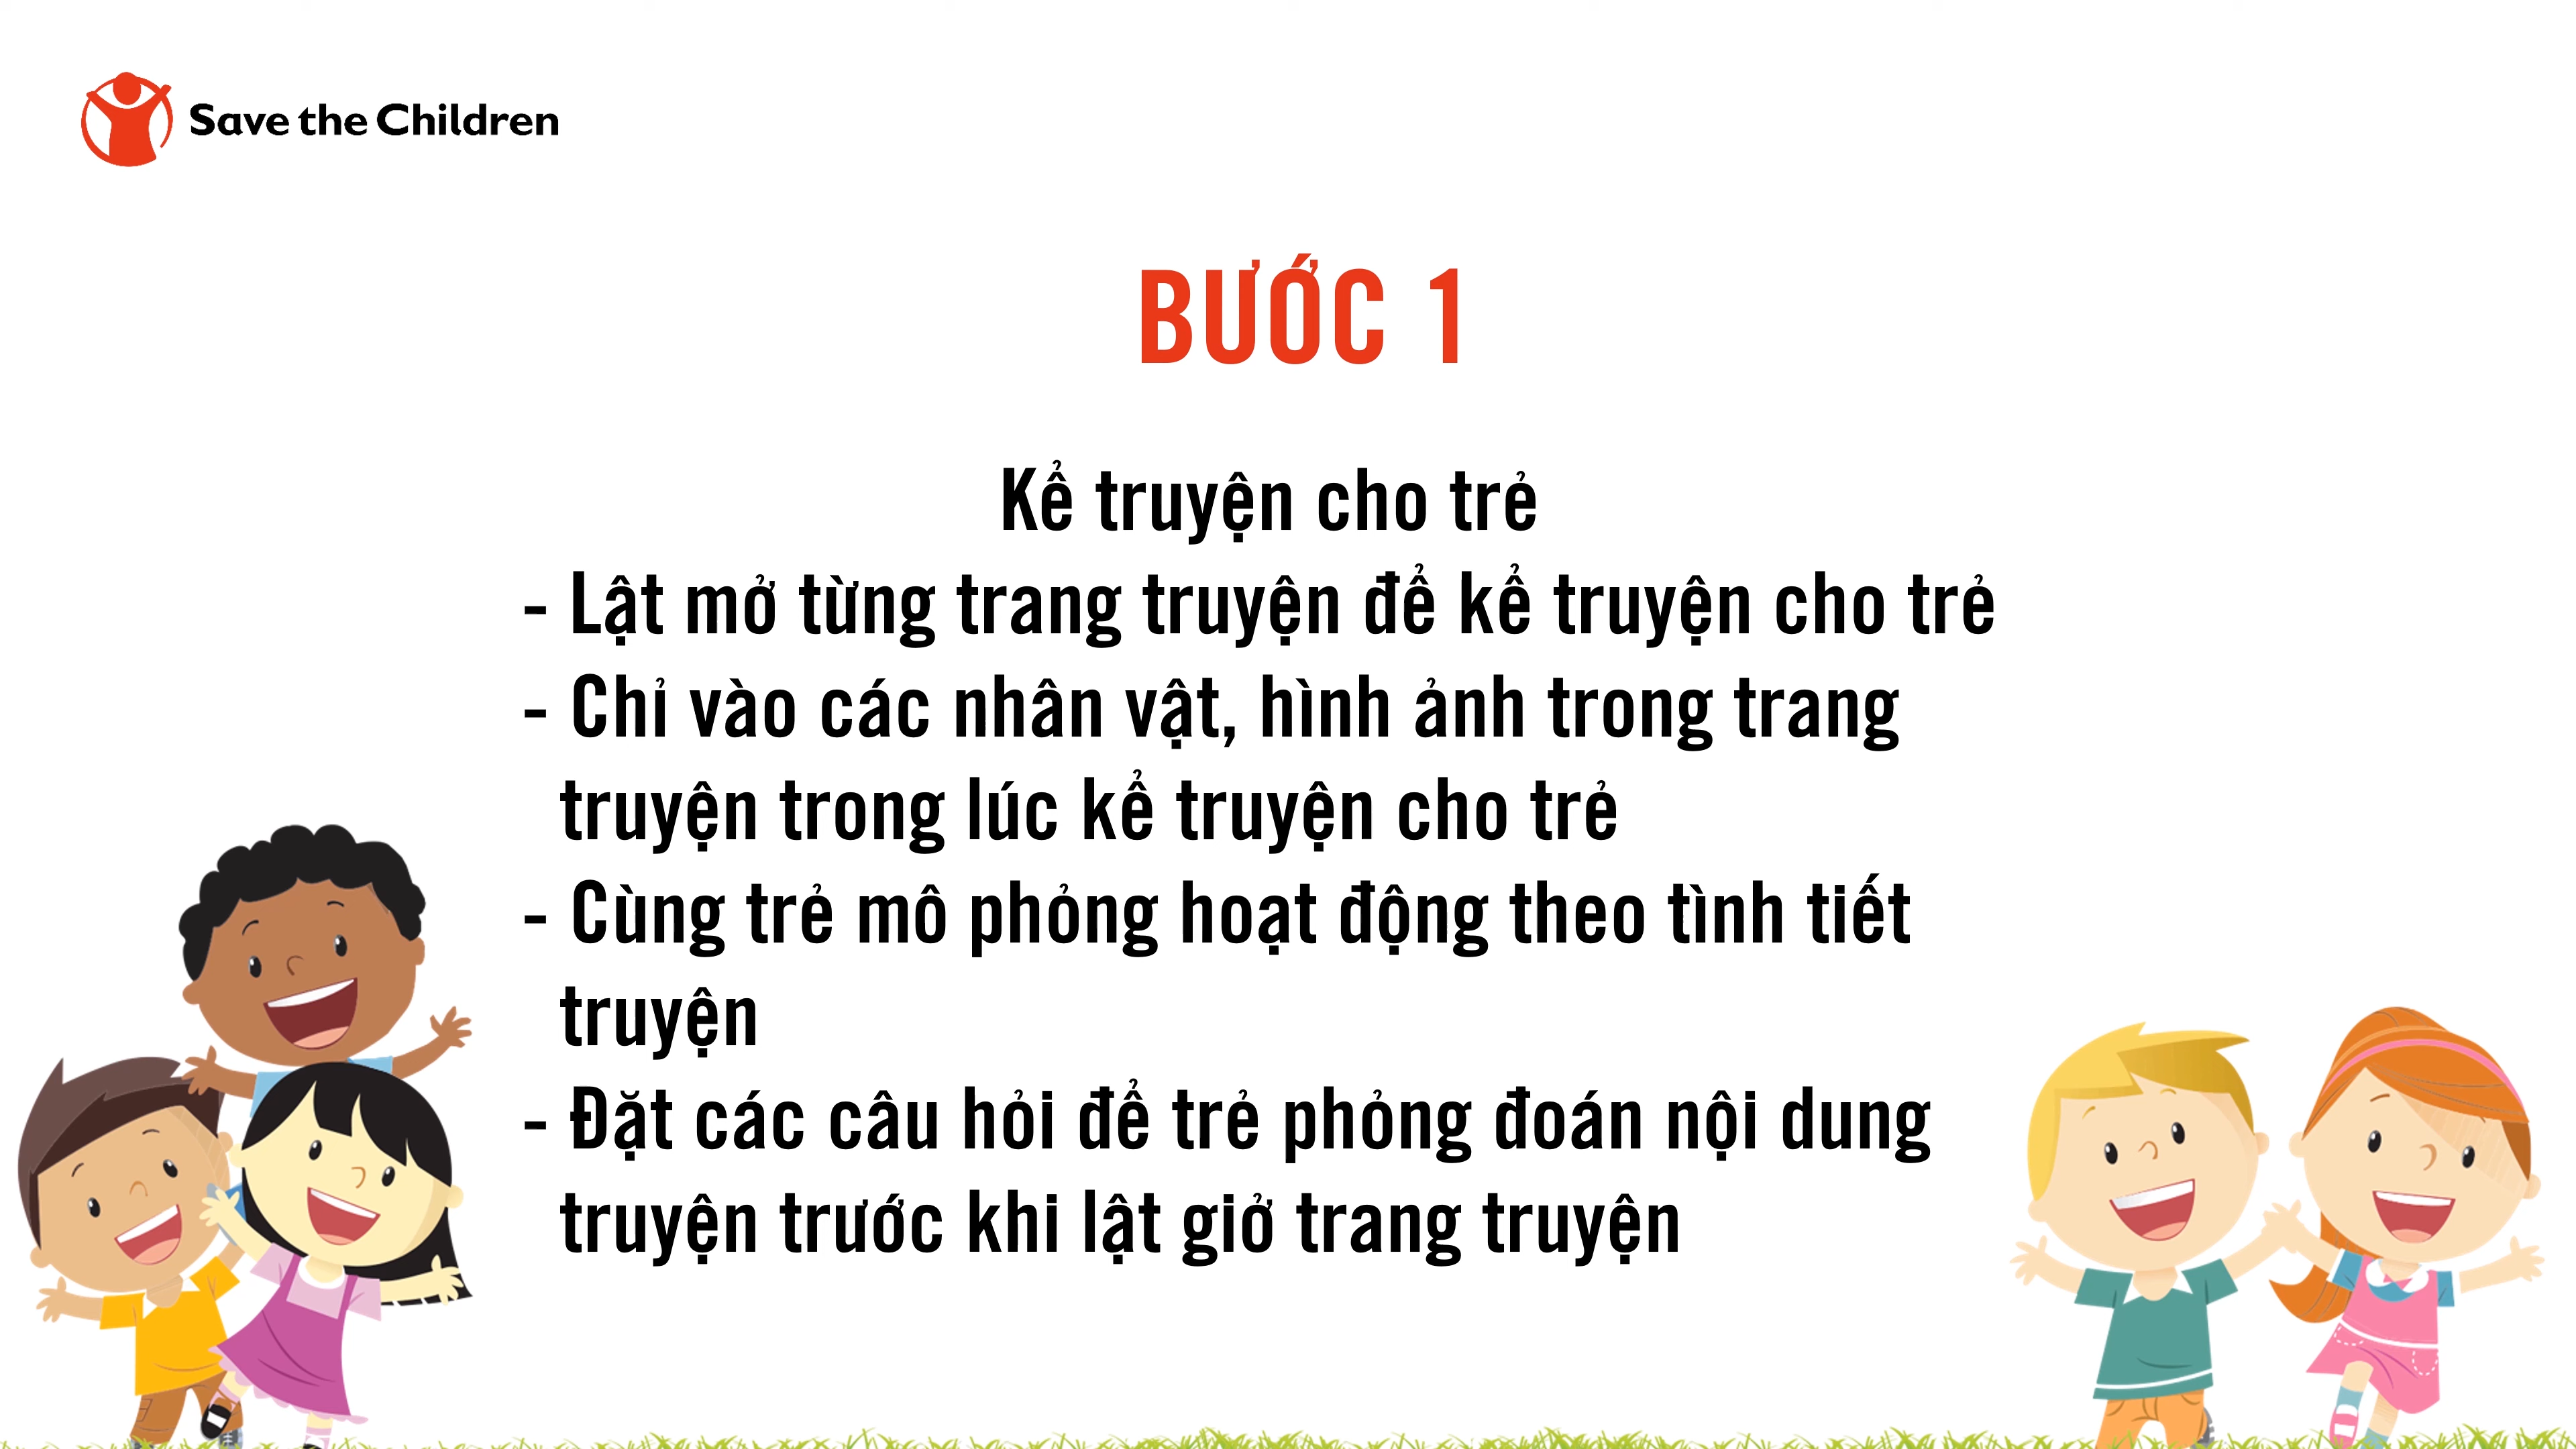 Save the Children
BƯỚC 1
Kể truyện cho trẻ
- Lật mở từng trang truyện để kể truyện cho trẻ
- Chỉ vào các nhân vật, hình ảnh trong trang
truyện trong lúc kể truyện cho trẻ
- Cùng trẻ mô phỏng hoạt động theo tình tiết
truyện
- Đặt các câu hỏi để trẻ phỏng đoán nội dung
truyện trước khi lật giở trang truyện